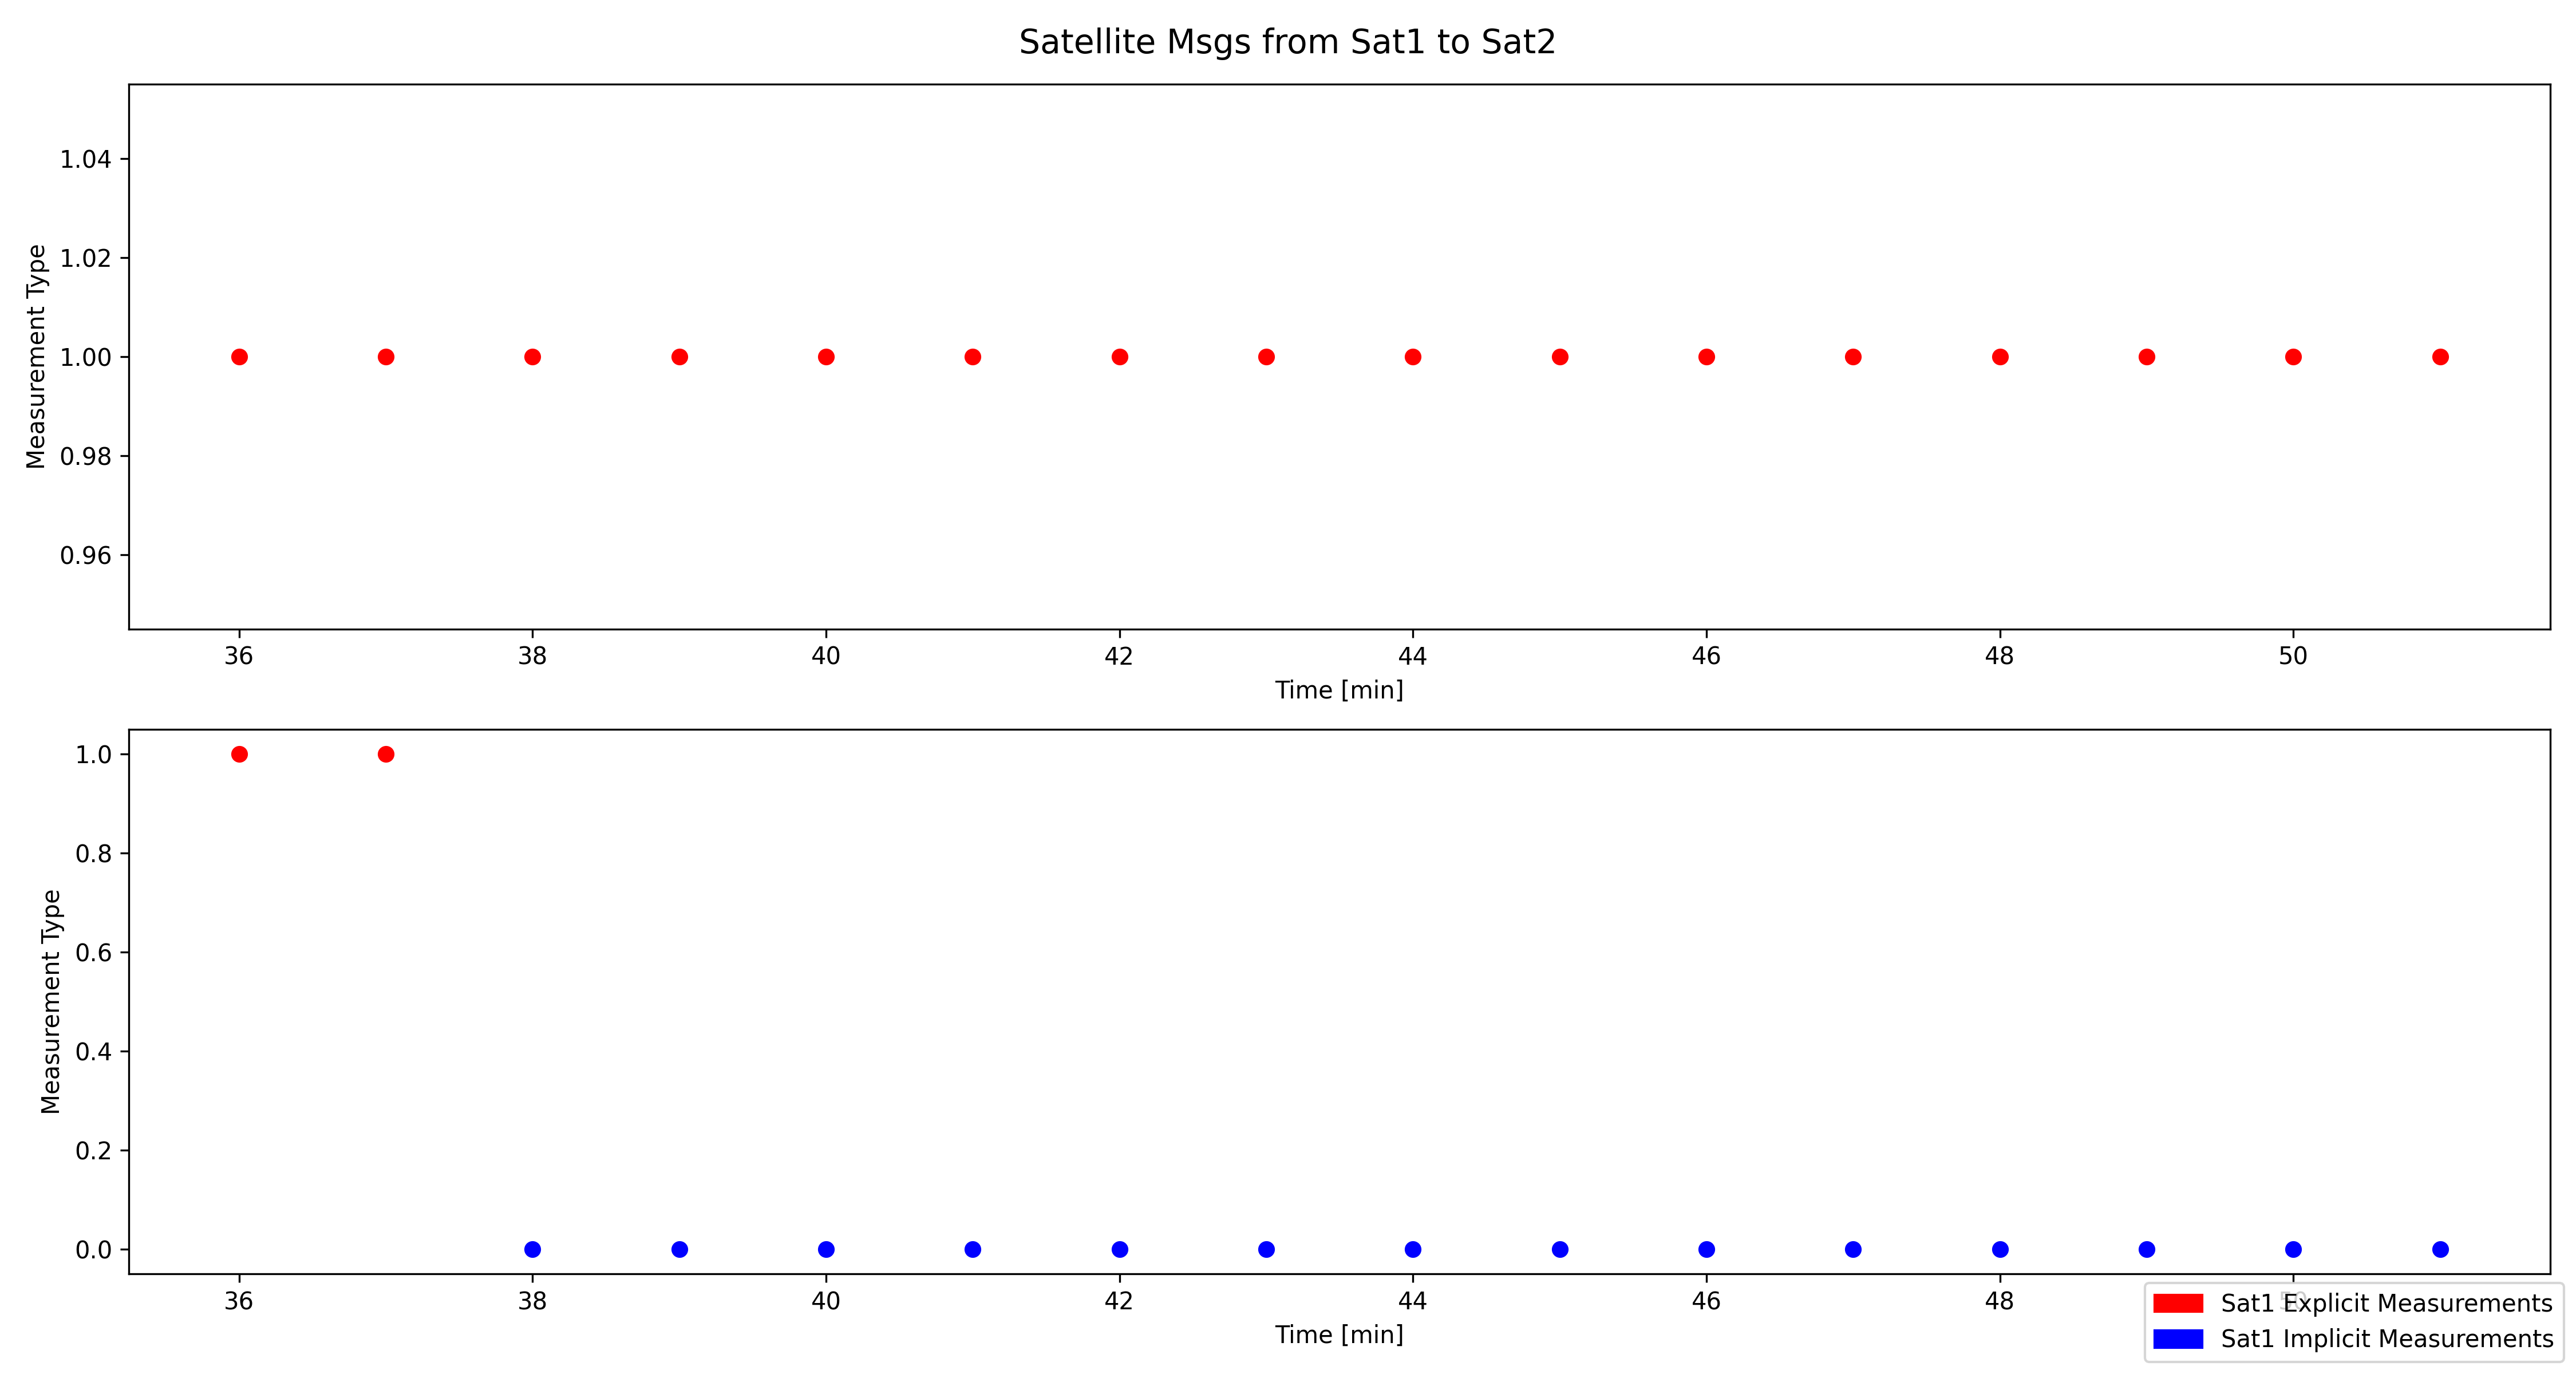 Satellite Msgs from Sat1 to Sat2
Measurement Type
1.04
1.02
1.00
0.98
0.96
36 38 40 42 44 46 48 50
Time [min]
Measurement Type
1.0
0.8
0.6
0.4
0.2
0.0
36 38 40 42 44 46 48 50
Time [min]
Sat1 Explicit Measurements
Sat1 Implicit Measurements